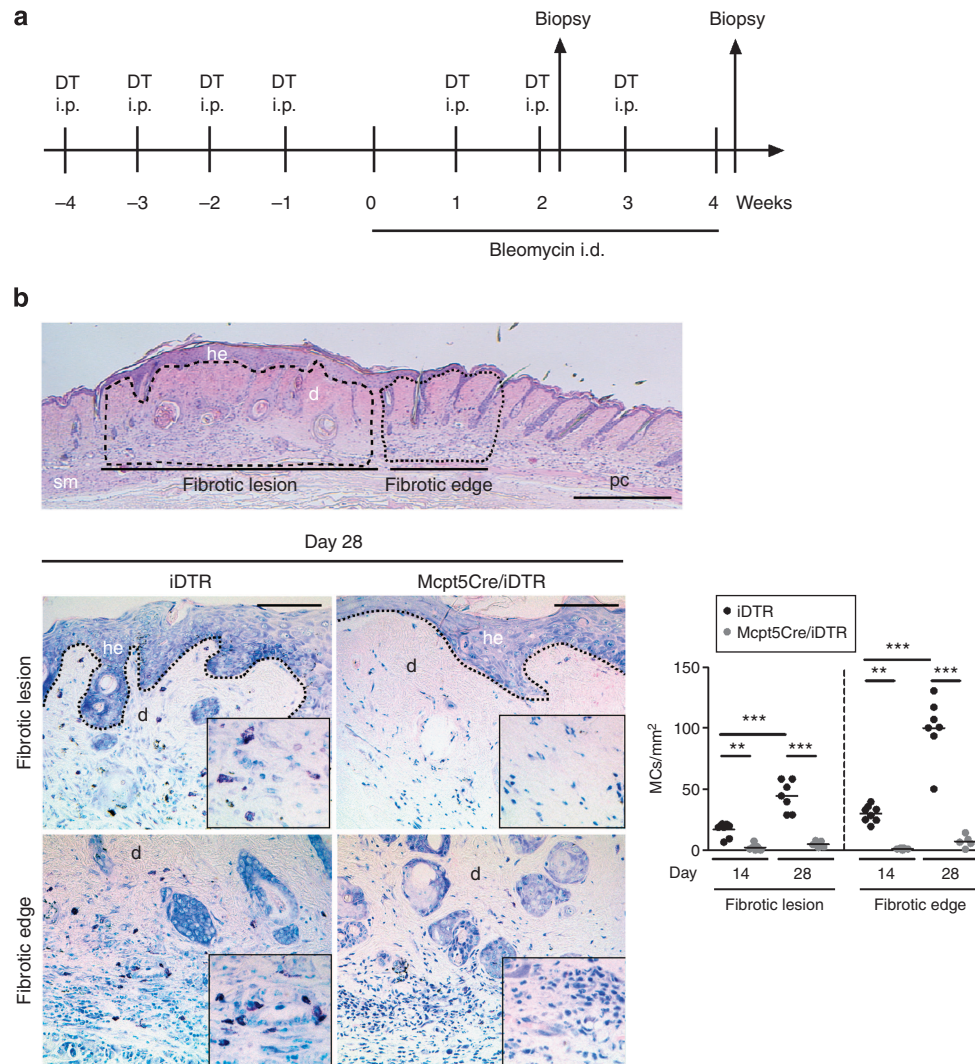 a
Biopsy
Biopsy
DT
i.p.
DT
i.p.
DT
i.p.
DT
i.p.
DT
i.p.
DT
i.p.
DT
i.p.
–4 –3 –2 –1 0 1 2 3 4 Weeks
Bleomycin i.d.
b
he
d
sm
Fibrotic lesion
Fibrotic edge
pc
Day 28
iDTR
Mcpt5Cre/iDTR
Fibrotic lesion
he
d
he
d
Fibrotic edge
d
d
iDTR
Mcpt5Cre/iDTR
MCs/mm²
150
100
50
0
**
***
***
**
***
***
Day 14 28 14 28
Fibrotic lesion Fibrotic edge